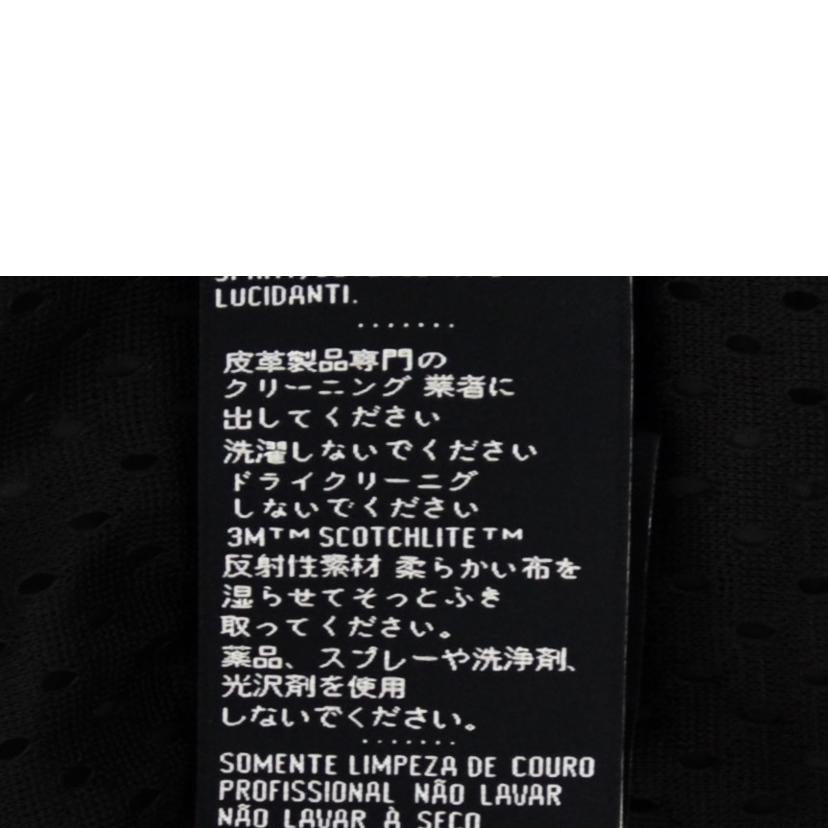 LUCIDANTI.
皮革製品専門の
クリーニング 業者に
出してください
洗濯しないでください
ドライクリーニグ
しないでください
3M™ SCOTCHLITE™
反射性素材 柔らかい布を
湿らせてそっとふき
取ってください。
薬品、スプレーや洗浄剤、
光沢剤を使用
しないでください。
SOMENTE LIMPEZA DE COURO
PROFISSIONAL NÃO LAVAR
NÃO LAVAR À SECO